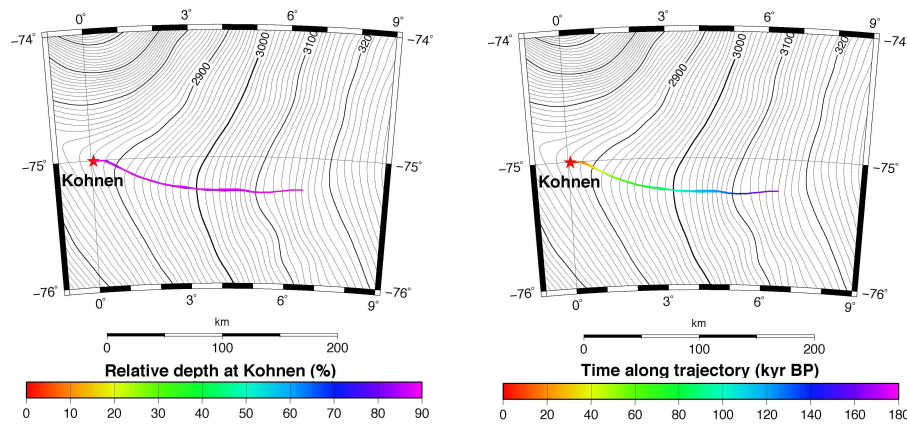 0° 3° 6° 9°
−74° −74°
2900 3000 3100 320
−75° −75°
Kohnen
−76° −76°
0° 3° 6° 9°
km
0 100 200
Relative depth at Kohnen (%)
0 10 20 30 40 50 60 70 80 90
0° 3° 6° 9°
−74° −74°
2900 3000 3100 320
−75° −75°
Kohnen
−76° −76°
0° 3° 6° 9°
km
0 100 200
Time along trajectory (kyr BP)
0 20 40 60 80 100 120 140 160 180